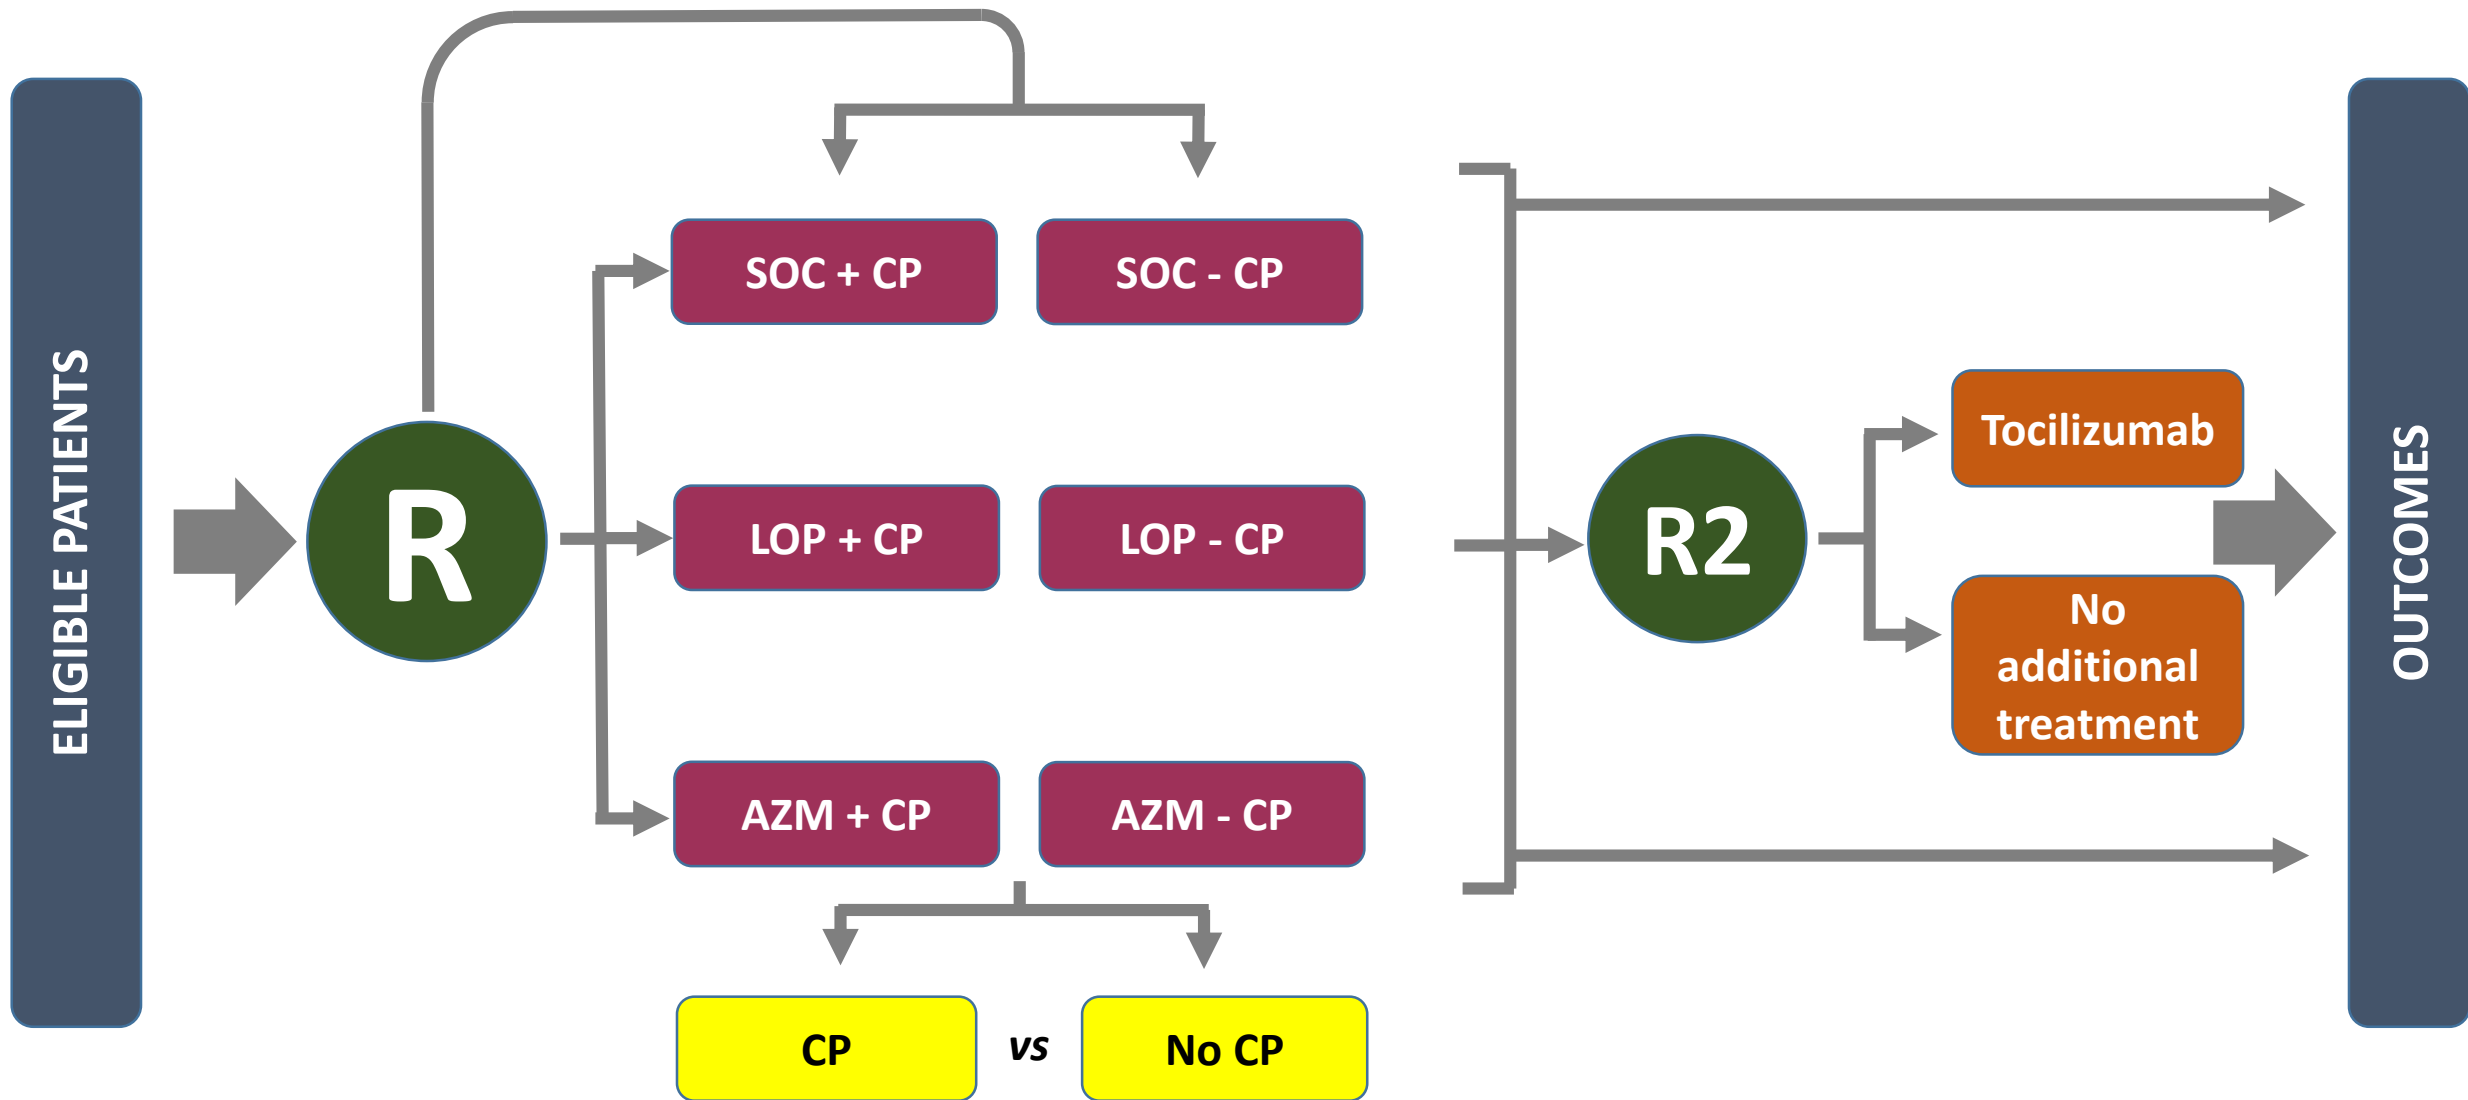 ELIGIBLE PATIENTS
R
SOC + CP
SOC - CP
LOP + CP
LOP - CP
AZM + CP
AZM - CP
CP
vs
No CP
R2
Tocilizumab
No
additional
treatment
OUTCOMES